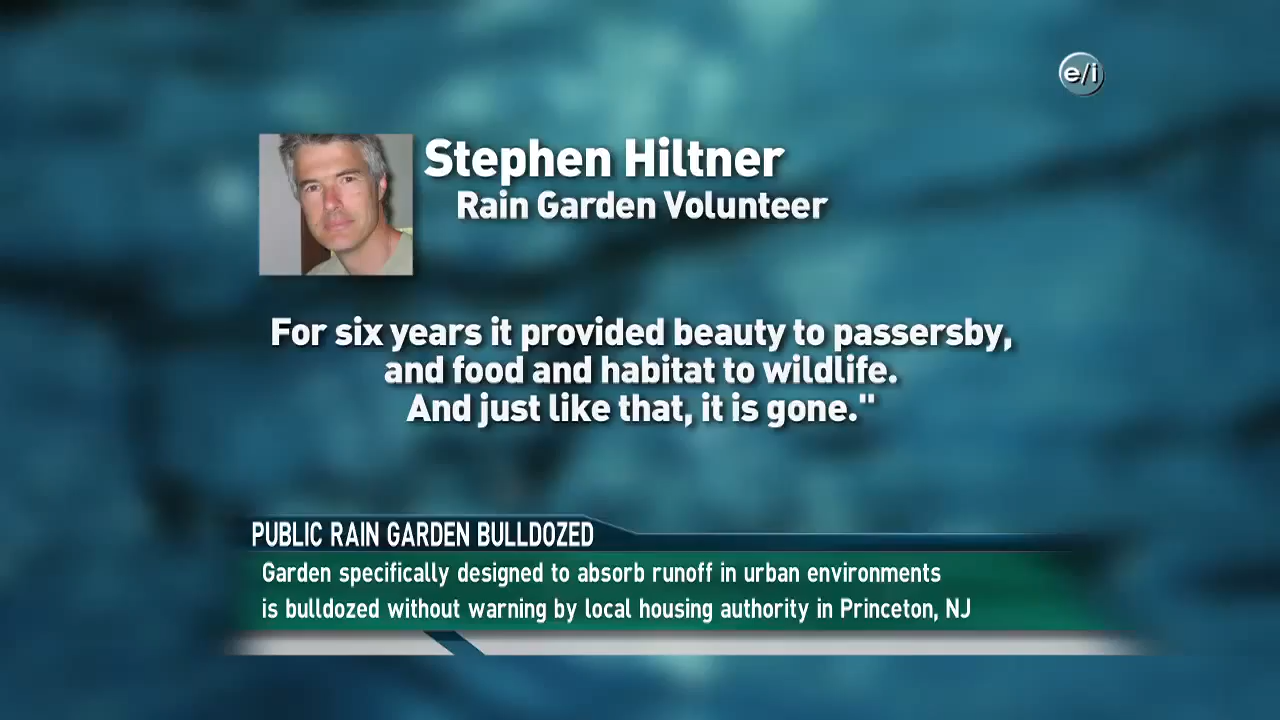 e/i
Stephen Hiltner
Rain Garden Volunteer
For six years it provided beauty to passersby,
and food and habitat to wildlife.
And just like that, it is gone."
PUBLIC RAIN GARDEN BULLDOZED
Garden specifically designed to absorb runoff in urban environments
is bulldozed without warning by local housing authority in Princeton, NJ